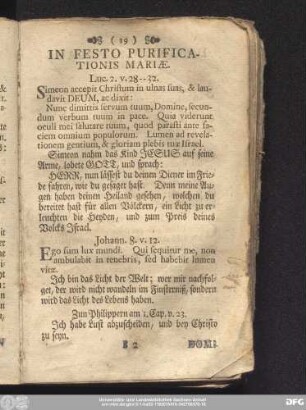 ( 19 )
IN FESTO PURIFICA-
TIONIS MARIÆ.
Luc. 2. v. 28--32.
Simeon accepit Christum in ulnas suas, & lau-
davit DEUM, ac dixit:
Nunc dimittis servum tuum, Domine, secun-
dum verbum tuum in pace. Quia viderunt
oculi mei salutare tuum, quod parasti ante fa-
ciem omnium populorum. Lumen ad revela-
tionem gentium, & gloriam plebis tuæ Israel.
Simeon nahm das Kind JESUS auf seine
Arme, lobete GOTT, und sprach:
HERR, nun lässest du deinen Diener im Frie-
de fahren, wie du gesaget hast. Denn meine Au-
gen haben deinen Heiland gesehen, welchen du
bereitet hast für allen Völckern, ein Licht zu er-
leuchten die Heyden, und zum Preis deines
Volcks Israel.
Johann. 8. v. 12.
Ego sum lux mundi. Qui sequitur me, non
ambulabit in tenebris, sed habebit lumen
vitæ.
Ich bin das Licht der Welt; wer mir nachfol-
get, der wird nicht wandeln im Finsterniß, sondern
wird das Licht des Lebens haben.
Zun Philippern am 1. Cap. v. 23.
Ich habe Lust abzuscheiden, und bey Christo
zu seyn.
B 2 DOMI-